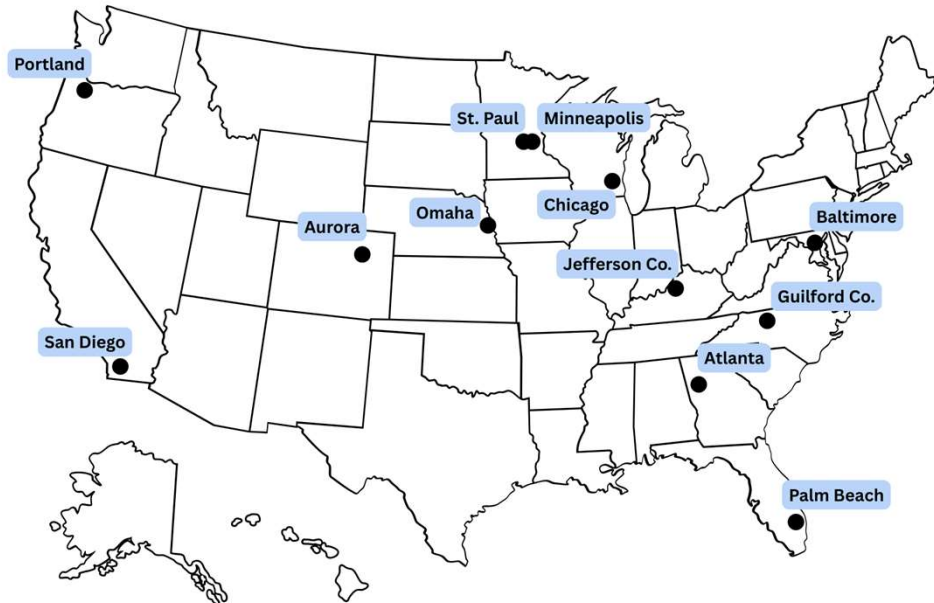 Portland
St. Paul
Minneapolis
Chicago
Omaha
Baltimore
Aurora
Jefferson Co.
Guilford Co.
San Diego
Atlanta
Palm Beach